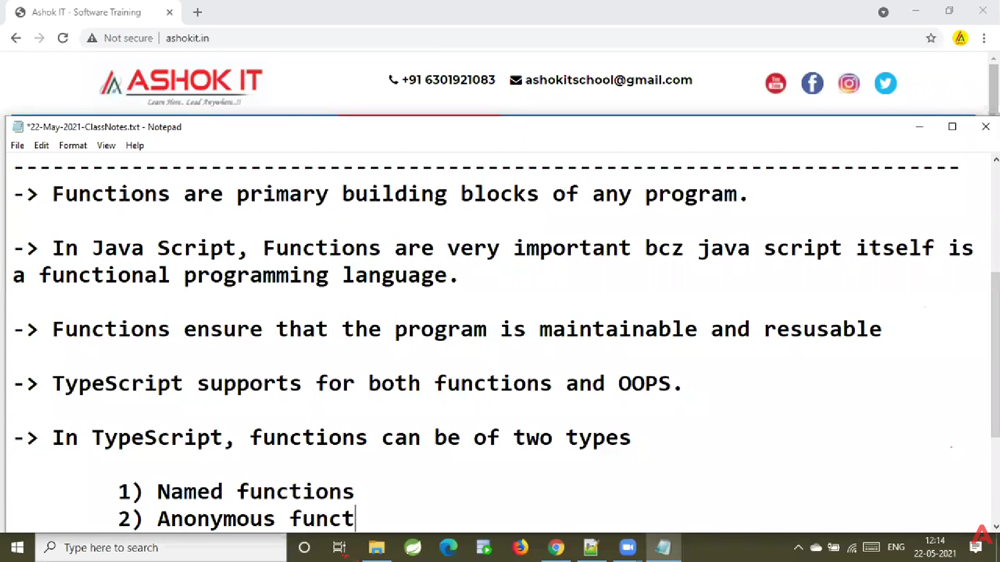 Ashok IT - Software Training
Not secure | ashokit.in
ASHOK IT
Learn Here.. Lead Anywhere..!!
+91 6301921083 ashokitschool@gmail.com
You Tube
*22-May-2021-ClassNotes.txt - Notepad
File Edit Format View Help
-------------------------------------------------------------------------
-> Functions are primary building blocks of any program.
-> In Java Script, Functions are very important bcz java script itself is
a functional programming language.
-> Functions ensure that the program is maintainable and resusable
-> TypeScript supports for both functions and OOPS.
-> In TypeScript, functions can be of two types
1) Named functions
2) Anonymous funct
Type here to search
ENG
12:14
22-05-2021